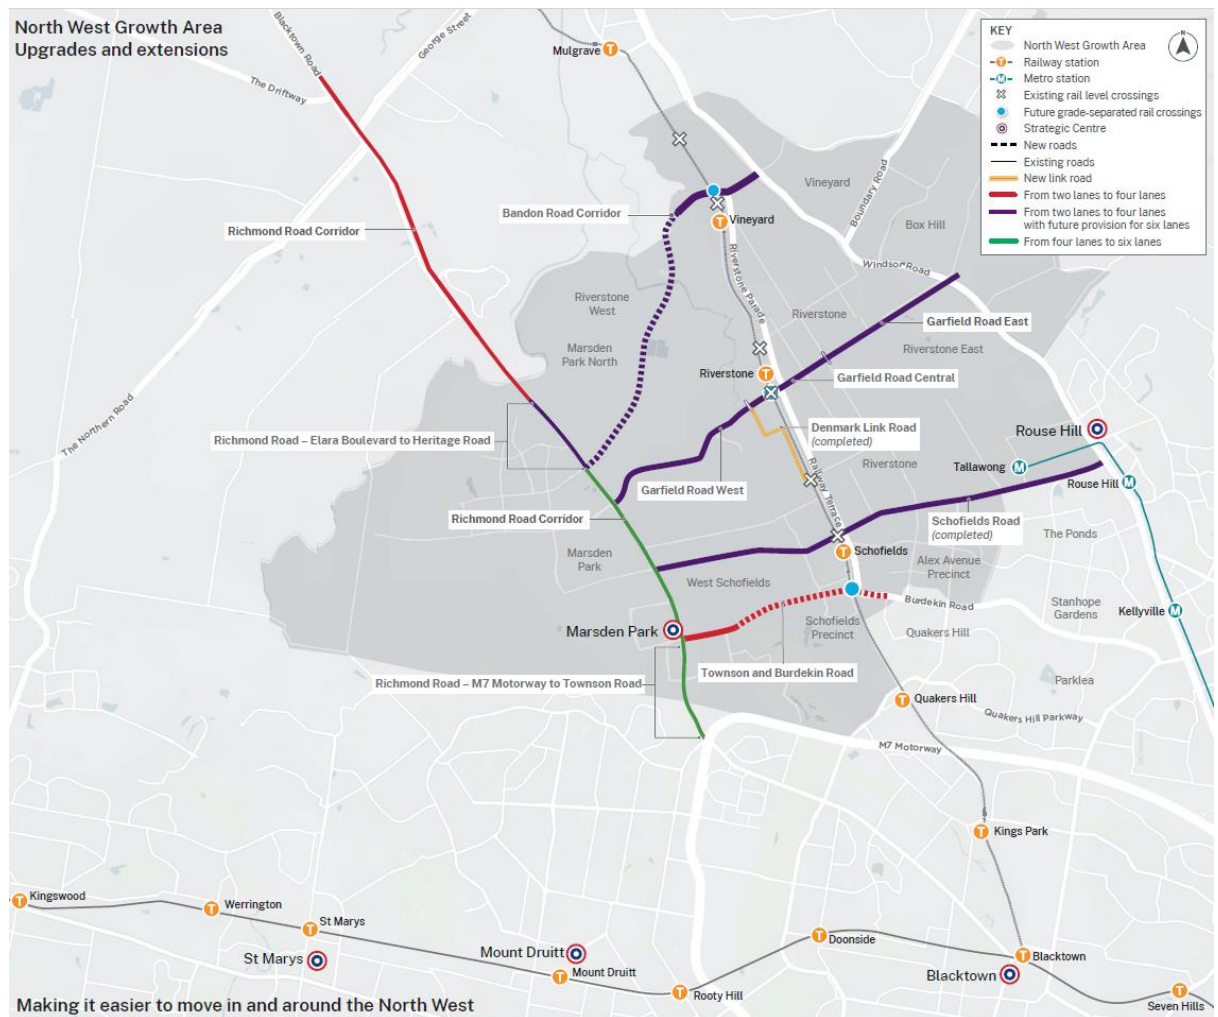 North West Growth Area
Upgrades and extensions
KEY
North West Growth Area
T
Railway station
M
Metro station
Existing rail level crossings
Future grade-separated rail crossings
Strategic Centre
New roads
Existing roads
New link road
From two lanes to four lanes
From two lanes to four lanes
with future provision for six lanes
From four lanes to six lanes
N
Blacktown Road
George Street
The Driftway
Mulgrave T
Vineyard
Boundary Road
Box Hill
Bandon Road Corridor
T
Vineyard
Richmond Road Corridor
Riverstone Parade
Windsor Road
Riverstone
West
Riverstone
Garfield Road East
Marsden
Park North
Riverstone East
Riverstone T
Garfield Road Central
The Northern Road
Denmark Link Road
(completed)
Richmond Road – Elara Boulevard to Heritage Road
Rouse Hill
Riverstone
Tallawong M
Rouse Hill M
Garfield Road West
Railway Terrace
Richmond Road Corridor
Schofields Road
(completed)
The Ponds
T Schofields
Marsden
Park
Alex Avenue
Precinct
West Schofields
Burdekin Road
Stanhope
Gardens
Kellyville M
Schofields
Precinct
Marsden Park
Quakers Hill
Townson and Burdekin Road
Richmond Road – M7 Motorway to Townson Road
Parklea
T Quakers Hill
Quakers Hill Parkway
M7 Motorway
T Kings Park
T Kingswood
T Werrington
St Marys
T
St Marys
Mount Druitt
T Mount Druitt
T Rooty Hill
T
Doonside
T Blacktown
Blacktown
T
Seven Hills
Making it easier to move in and around the North West